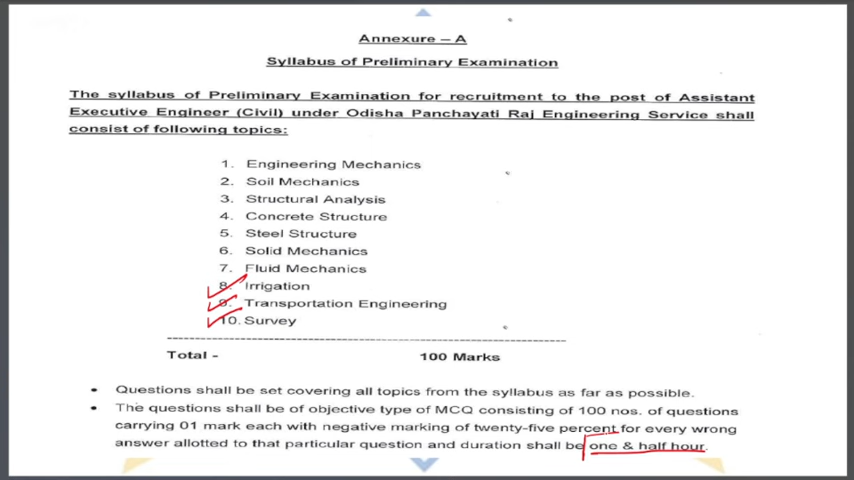 Annexure – A
Syllabus of Preliminary Examination
The syllabus of Preliminary Examination for recruitment to the post of Assistant
Executive Engineer (Civil) under Odisha Panchayati Raj Engineering Service shall
consist of following topics:
1. Engineering Mechanics
2. Soil Mechanics
3. Structural Analysis
4. Concrete Structure
5. Steel Structure
6. Solid Mechanics
7. Fluid Mechanics
8. Irrigation
9. Transportation Engineering
10. Survey
Total - 100 Marks
• Questions shall be set covering all topics from the syllabus as far as possible.
• The questions shall be of objective type of MCQ consisting of 100 nos. of questions
carrying 01 mark each with negative marking of twenty-five percent for every wrong
answer allotted to that particular question and duration shall be one & half hour.